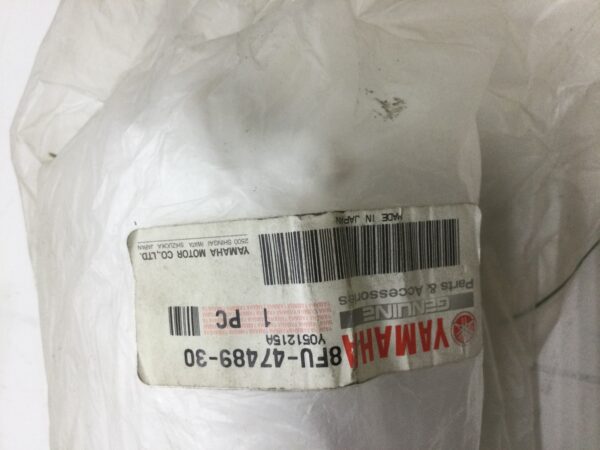 YAMAHA
GENUINE
Parts & Accessories
8FU-47489-30
Y051215A
1 PC
MADE IN JAPAN
YAMAHA MOTOR CO.,LTD.
2500 SHINGAI IWATA SHIZUOKA JAPAN